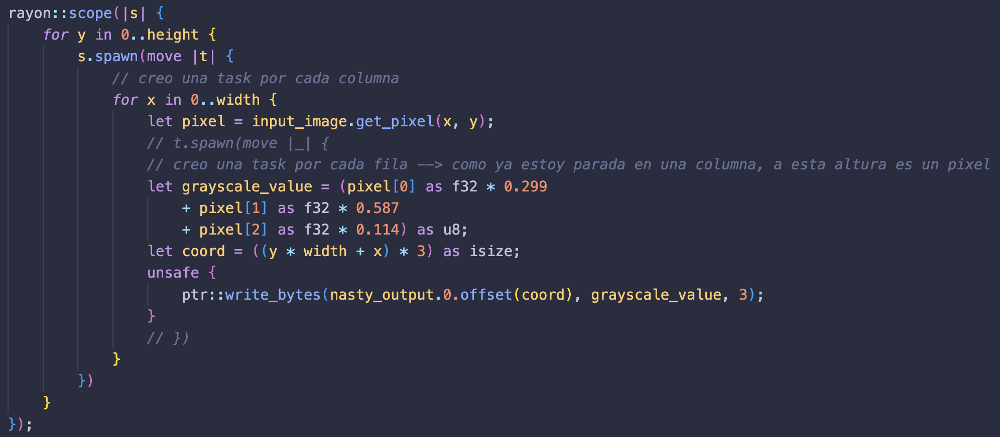 rayon::scope(|s| {
    for y in 0..height {
        s.spawn(move |t| {
            // creo una task por cada columna
            for x in 0..width {
                let pixel = input_image.get_pixel(x, y);
                // t.spawn(move |_| {
                // creo una task por cada fila --> como ya estoy parada en una columna, a esta altura es un pixel
                let grayscale_value = (pixel[0] as f32 * 0.299
                    + pixel[1] as f32 * 0.587
                    + pixel[2] as f32 * 0.114) as u8;
                let coord = ((y * width + x) * 3) as isize;
                unsafe {
                    ptr::write_bytes(nasty_output.0.offset(coord), grayscale_value, 3);
                }
                // })
            }
        })
    }
});